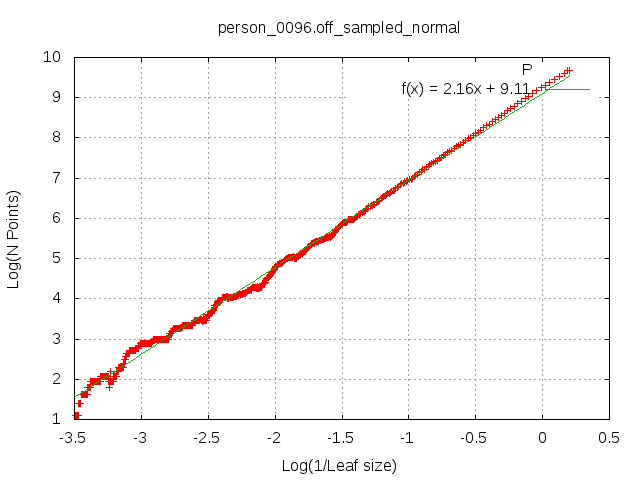 person_0096.off_sampled_normal
10
P
f(x) = 2.16x + 9.11
9
8
7
6
5
4
3
2
1
Log(N Points)
-3.5 -3 -2.5 -2 -1.5 -1 -0.5 0 0.5
Log(1/Leaf size)